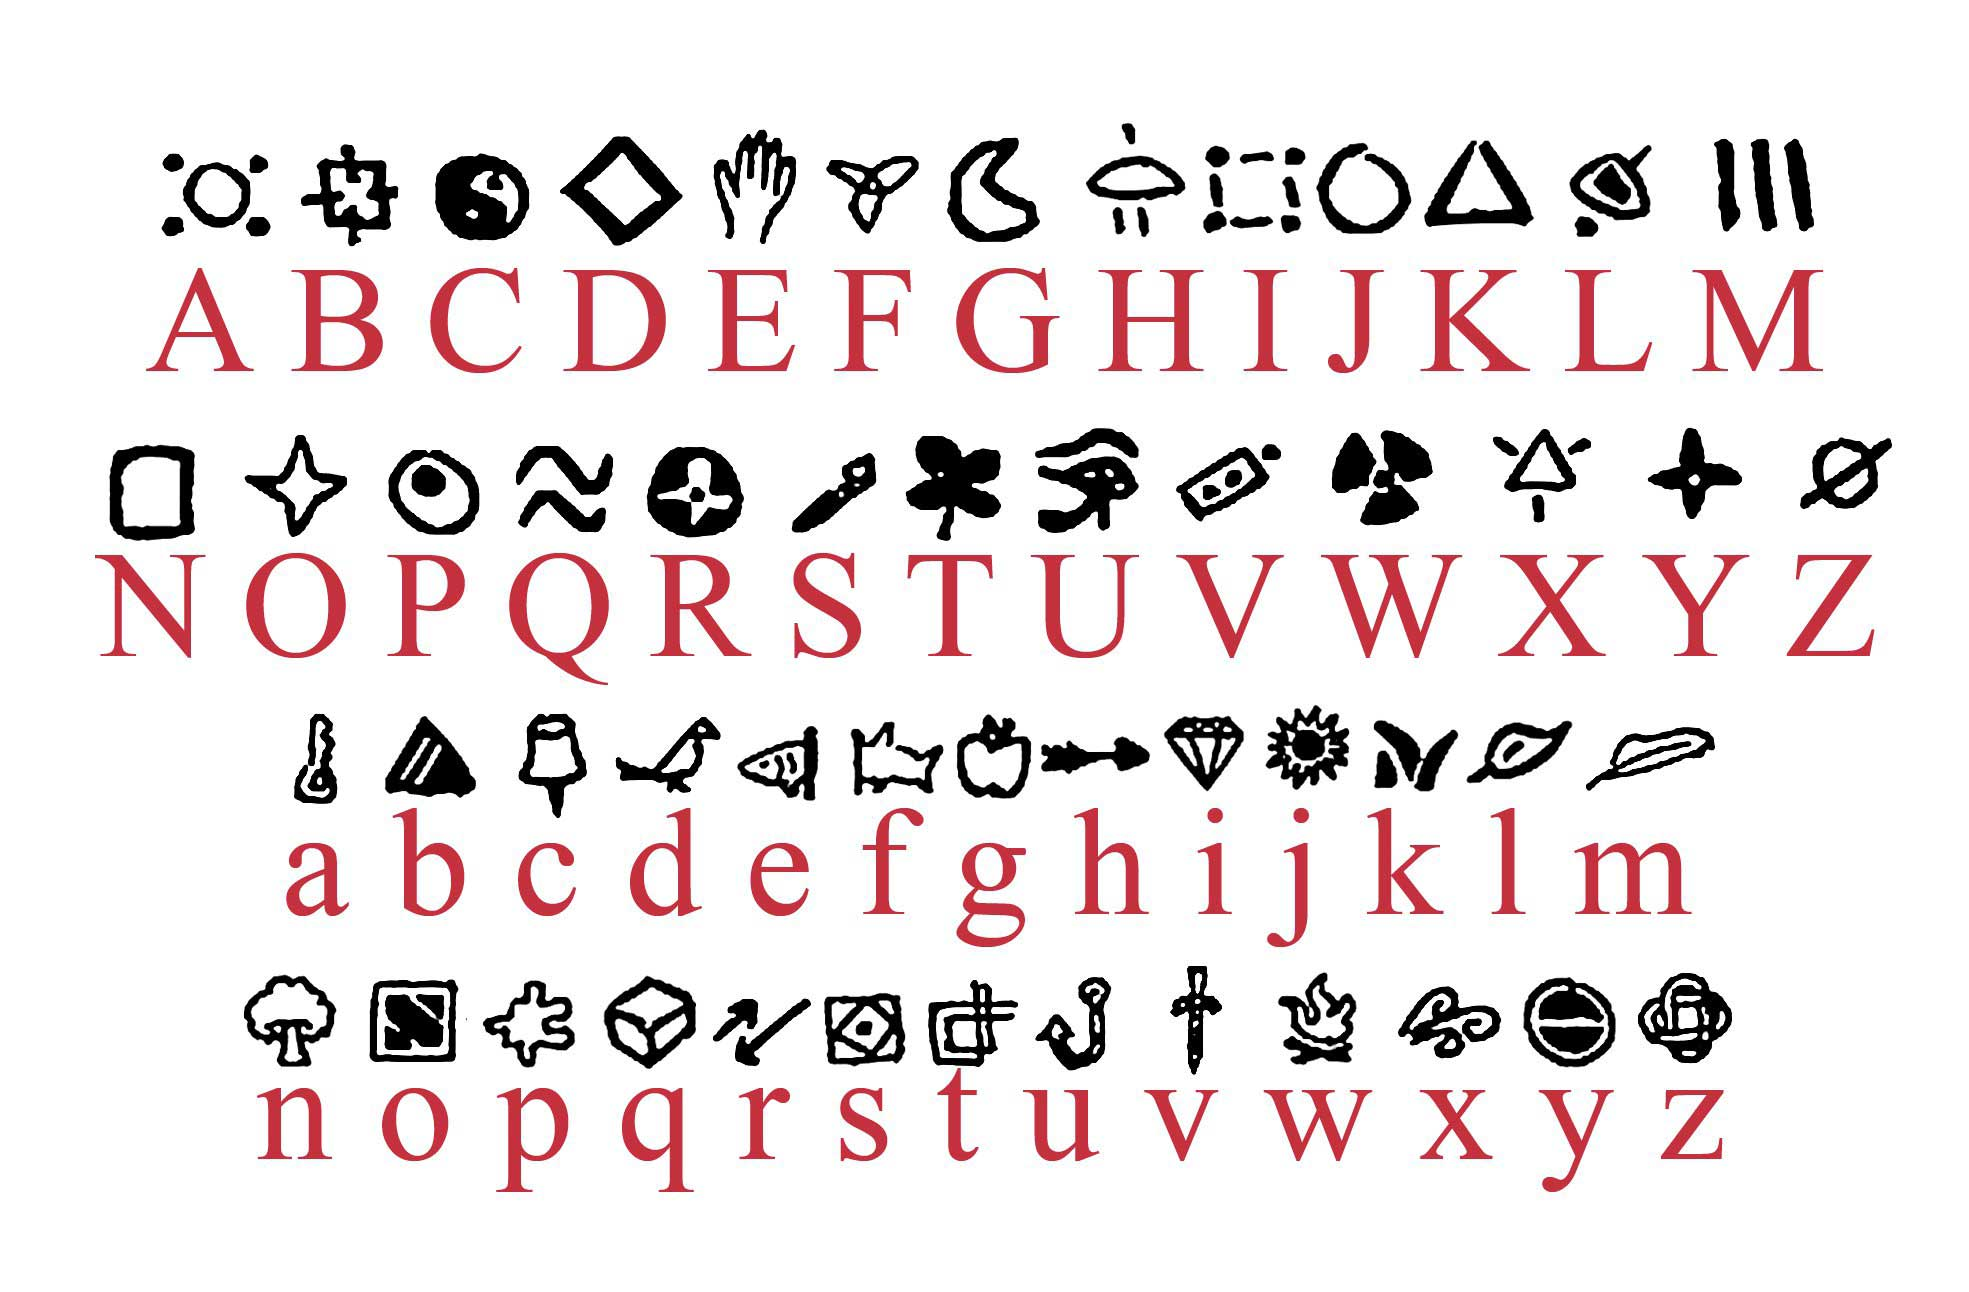 A B C D E F G H I J K L M
N O P Q R S T U V W X Y Z
a b c d e f g h i j k l m
n o p q r s t u v w x y z